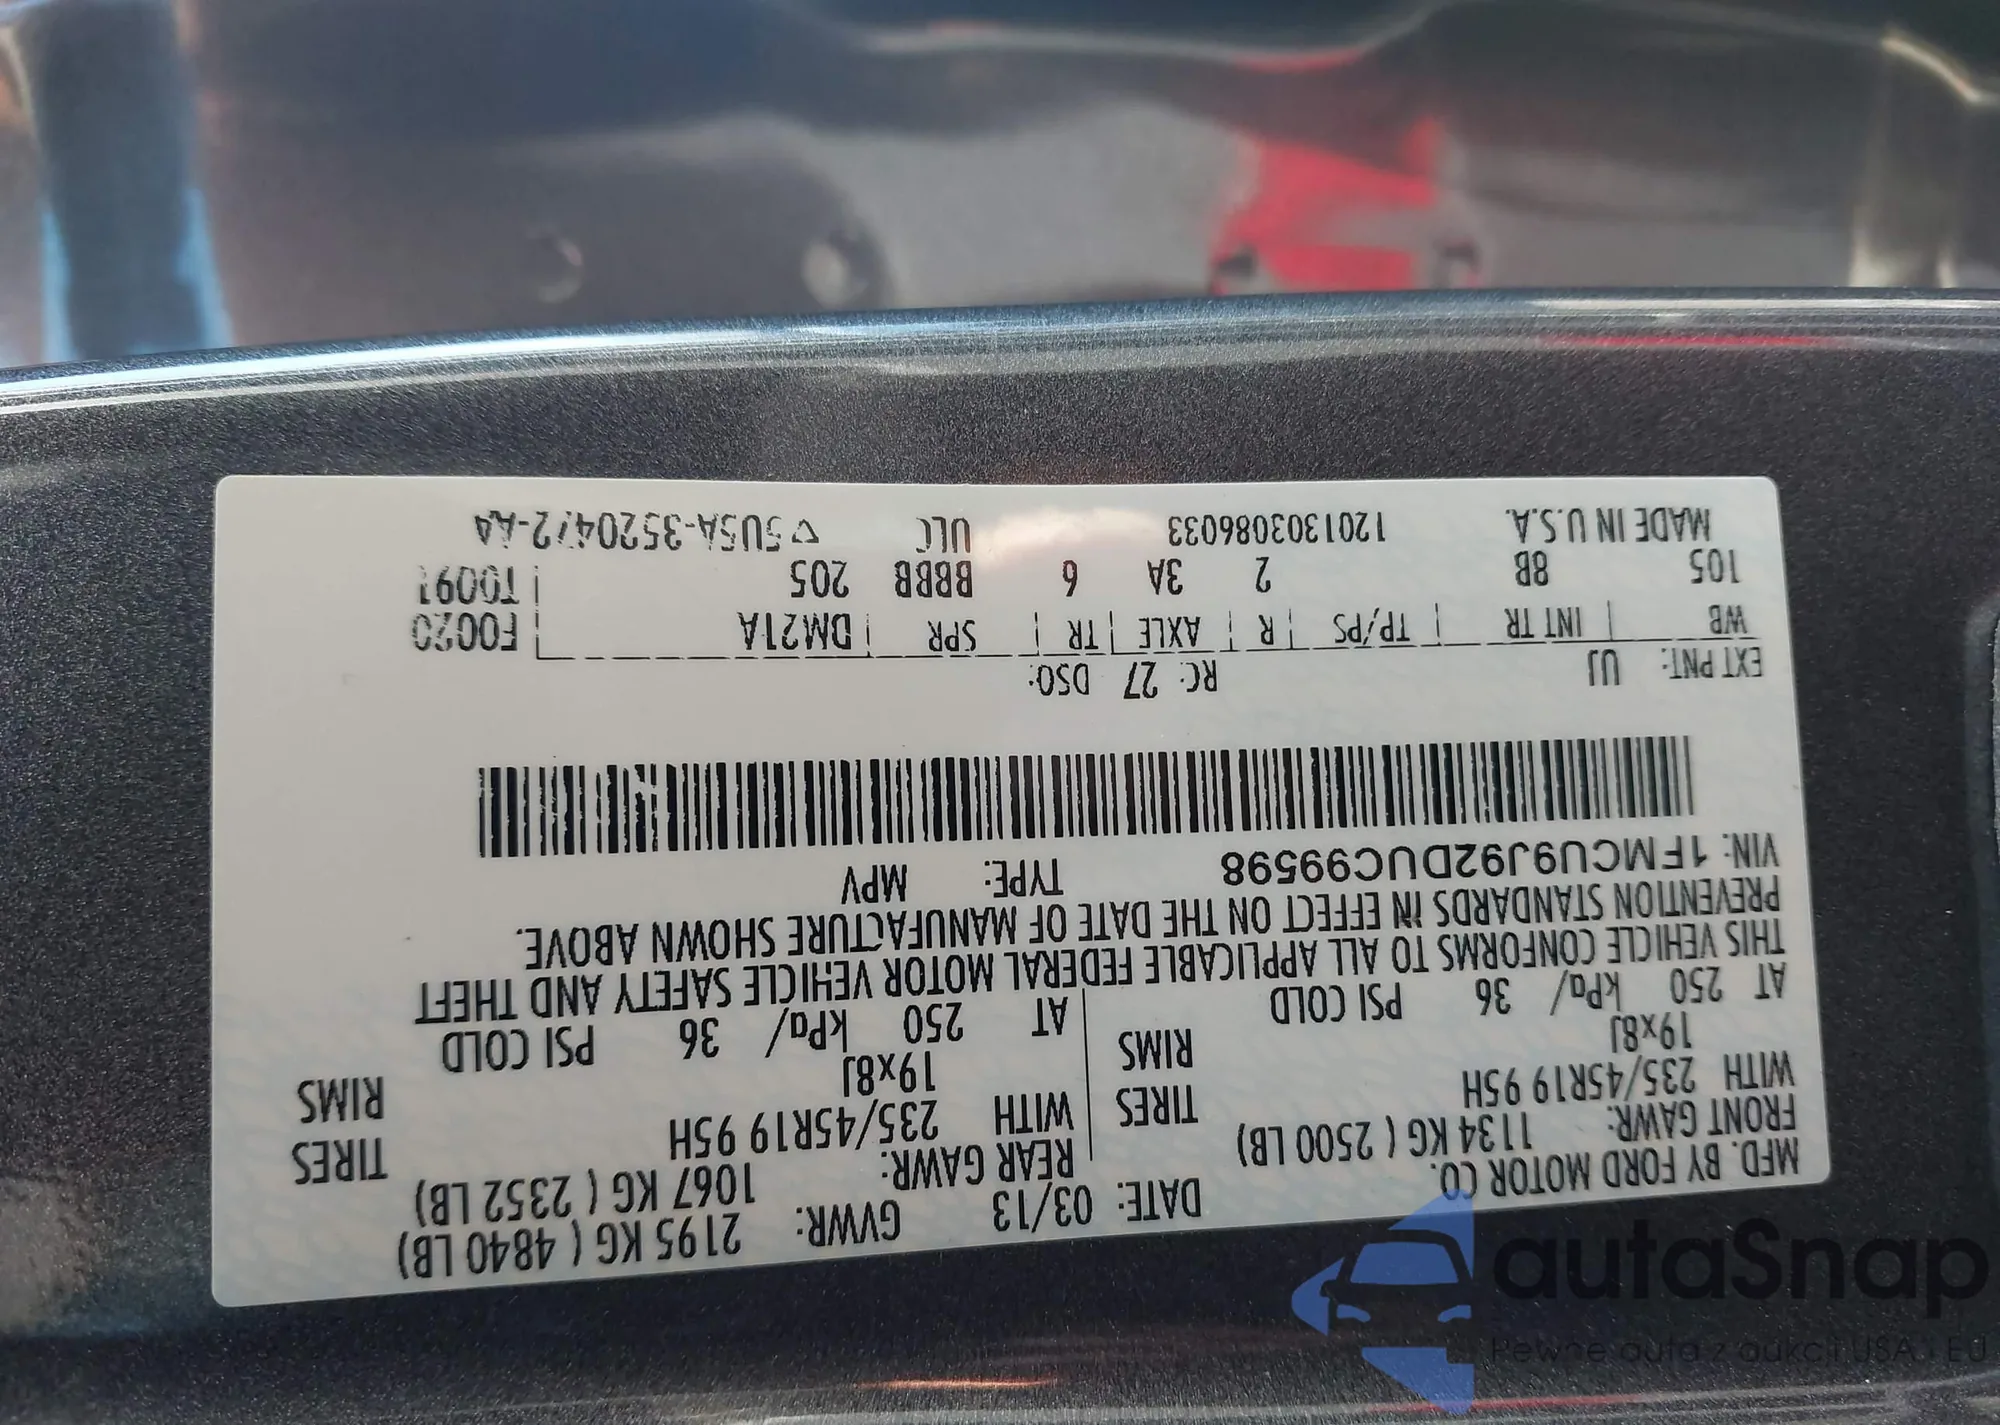 MFD. BY FORD MOTOR CO.
DATE: 03/13 GVWR: 2195 KG ( 4840 LB)
FRONT GAWR: 1134 KG ( 2500 LB)
REAR GAWR: 1067 KG ( 2352 LB)
WITH 235/45R19 95H TIRES
WITH 235/45R19 95H TIRES
19x8J RIMS
19x8J RIMS
AT 250 kPa/ 36 PSI COLD
AT 250 kPa/ 36 PSI COLD
THIS VEHICLE CONFORMS TO ALL APPLICABLE FEDERAL MOTOR VEHICLE SAFETY AND THEFT
PREVENTION STANDARDS IN EFFECT ON THE DATE OF MANUFACTURE SHOWN ABOVE.
VIN: 1FMCU9J92DUC99598 TYPE: MPV
EXT PNT: UJ RC: 27 DSO:
WB INT TR TP/PS R AXLE TR SPR DM21A F0020
105 8B 2 3A 6 BBBB 205 T0091
MADE IN U.S.A. 1201303086033 ULC ▽5U5A-3520472-AA
autaSnap
Pewne auta z aukcji USA i EU